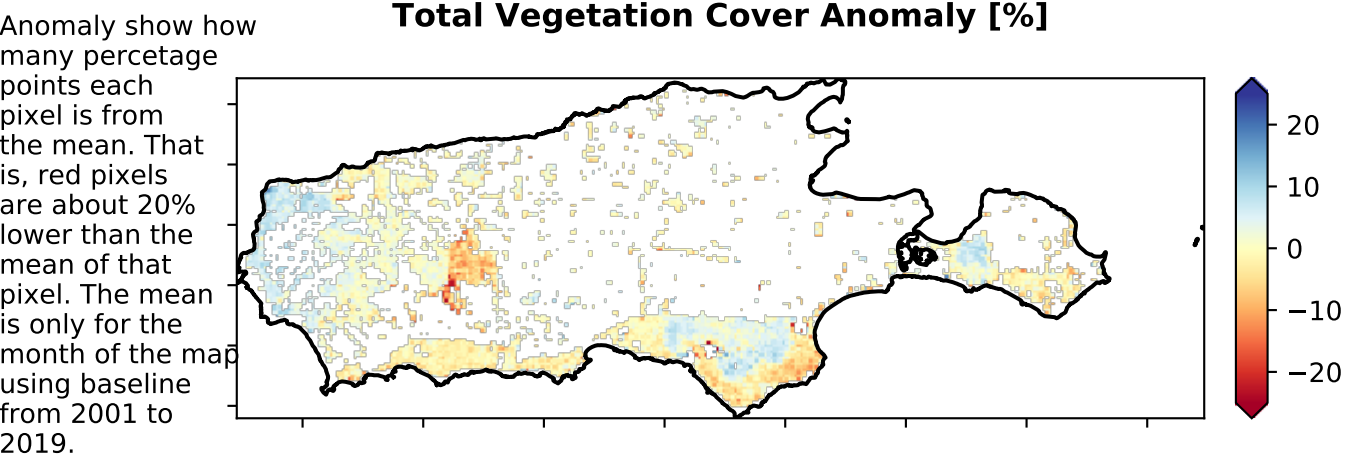 Total Vegetation Cover Anomaly [%]
Anomaly show how
many percetage
points each
pixel is from
the mean. That
is, red pixels
are about 20%
lower than the
mean of that
pixel. The mean
is only for the
month of the map
using baseline
from 2001 to
2019.
20
10
0
−10
−20